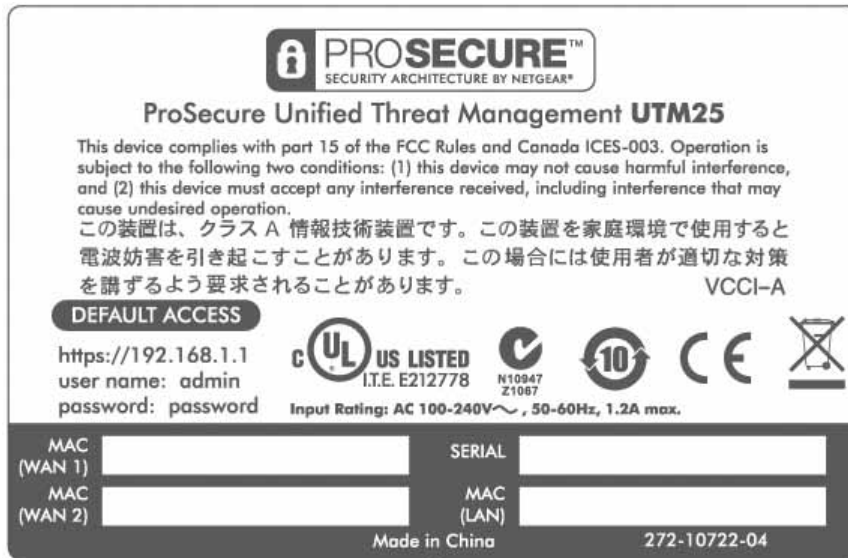 PROSECURE™
SECURITY ARCHITECTURE BY NETGEAR®
ProSecure Unified Threat Management UTM25
This device complies with part 15 of the FCC Rules and Canada ICES-003. Operation is
subject to the following two conditions: (1) this device may not cause harmful interference,
and (2) this device must accept any interference received, including interference that may
cause undesired operation.
この装置は、クラス A 情報技術装置です。この装置を家庭環境で使用すると
電波妨害を引き起こすことがあります。この場合には使用者が適切な対策
を講ずるよう要求されることがあります。 VCCI-A
DEFAULT ACCESS
https://192.168.1.1
user name: admin
password: password
C UL® US LISTED
I.T.E. E212778
N10947
Z1067
10
CE
Input Rating: AC 100-240V～, 50-60Hz, 1.2A max.
MAC
(WAN 1)
SERIAL
MAC
(WAN 2)
MAC
(LAN)
Made in China 272-10722-04